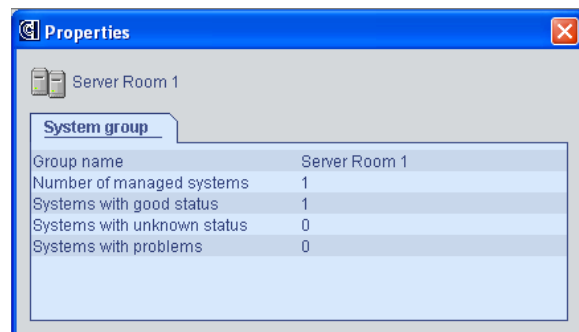 Properties
Server Room 1
System group
Group name Server Room 1
Number of managed systems 1
Systems with good status 1
Systems with unknown status 0
Systems with problems 0